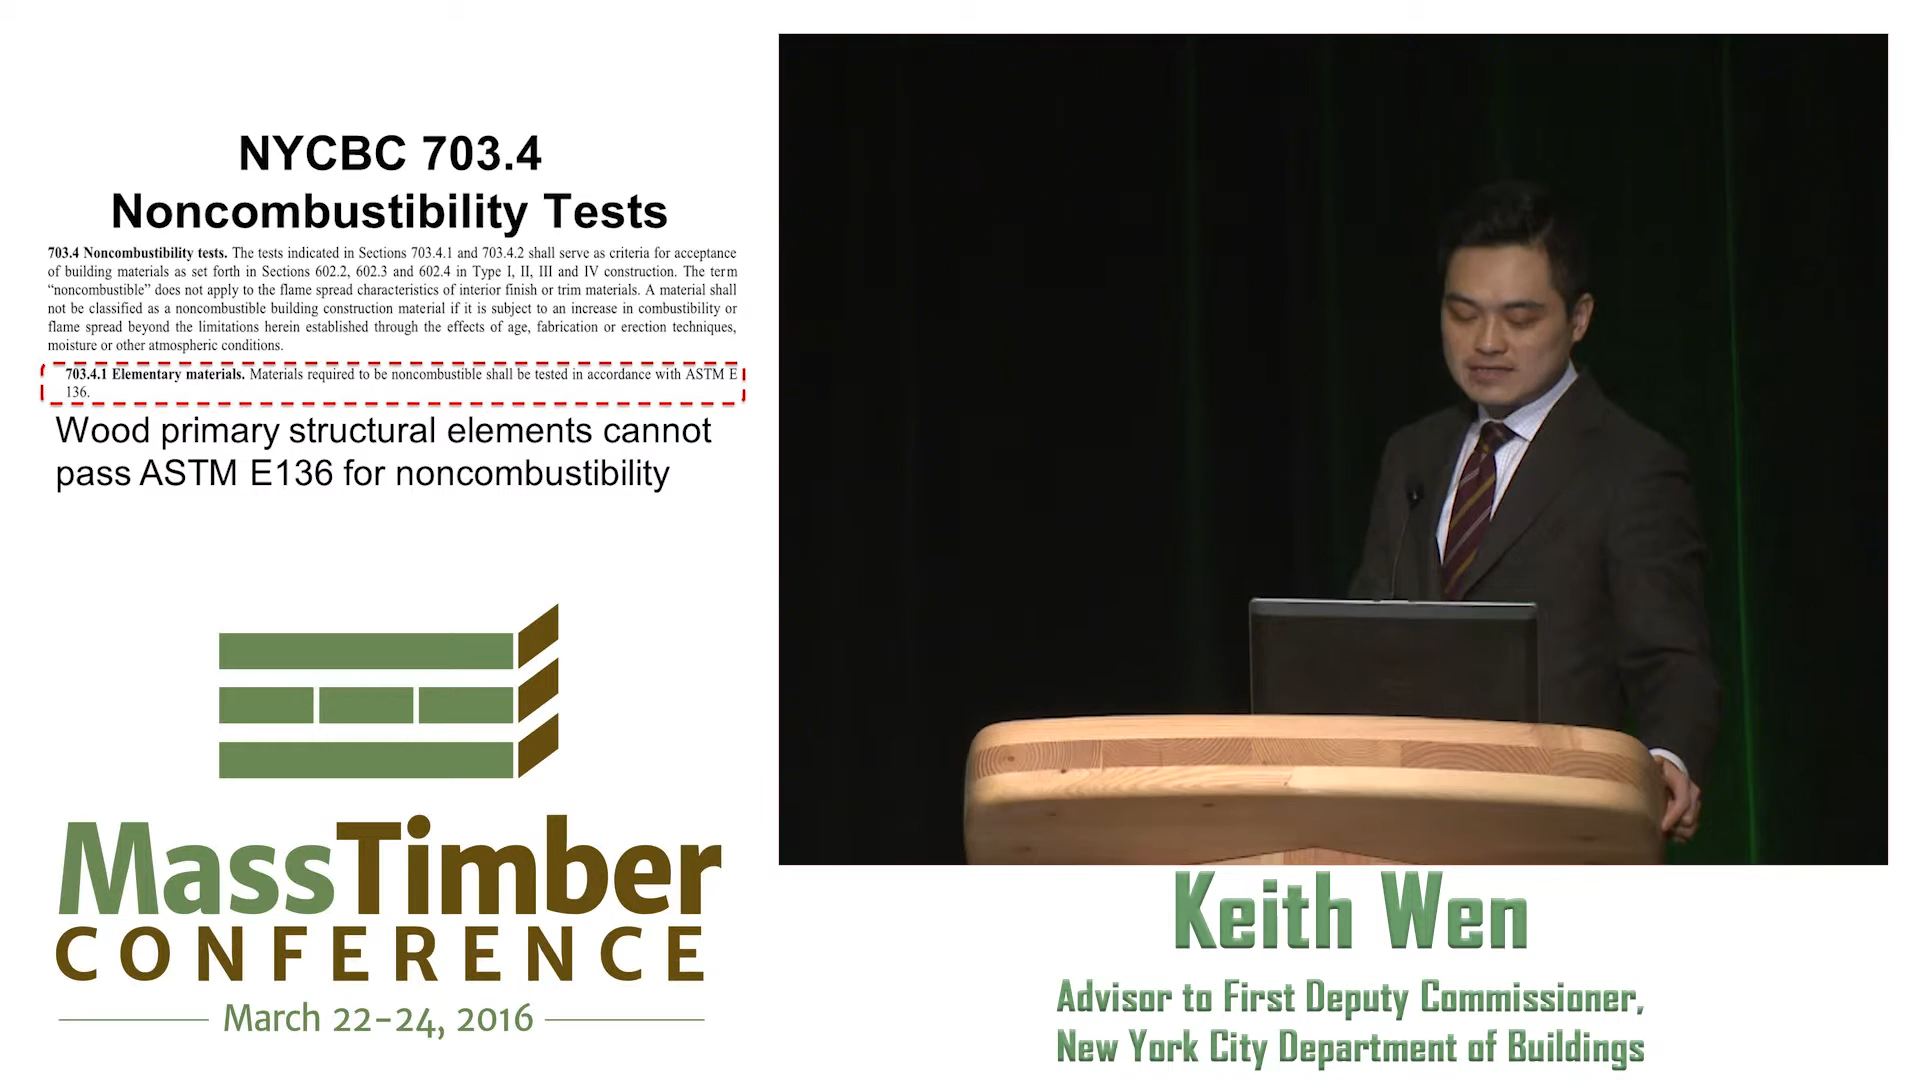 NYCBC 703.4
Noncombustibility Tests
703.4 Noncombustibility tests. The tests indicated in Sections 703.4.1 and 703.4.2 shall serve as criteria for acceptance
of building materials as set forth in Sections 602.2, 602.3 and 602.4 in Type I, II, III and IV construction. The term
“noncombustible” does not apply to the flame spread characteristics of interior finish or trim materials. A material shall
not be classified as a noncombustible building construction material if it is subject to an increase in combustibility or
flame spread beyond the limitations herein established through the effects of age, fabrication or erection techniques,
moisture or other atmospheric conditions.
703.4.1 Elementary materials. Materials required to be noncombustible shall be tested in accordance with ASTM E
136.
Wood primary structural elements cannot
pass ASTM E136 for noncombustibility
MassTimber
CONFERENCE
March 22-24, 2016
Keith Wen
Advisor to First Deputy Commissioner,
New York City Department of Buildings